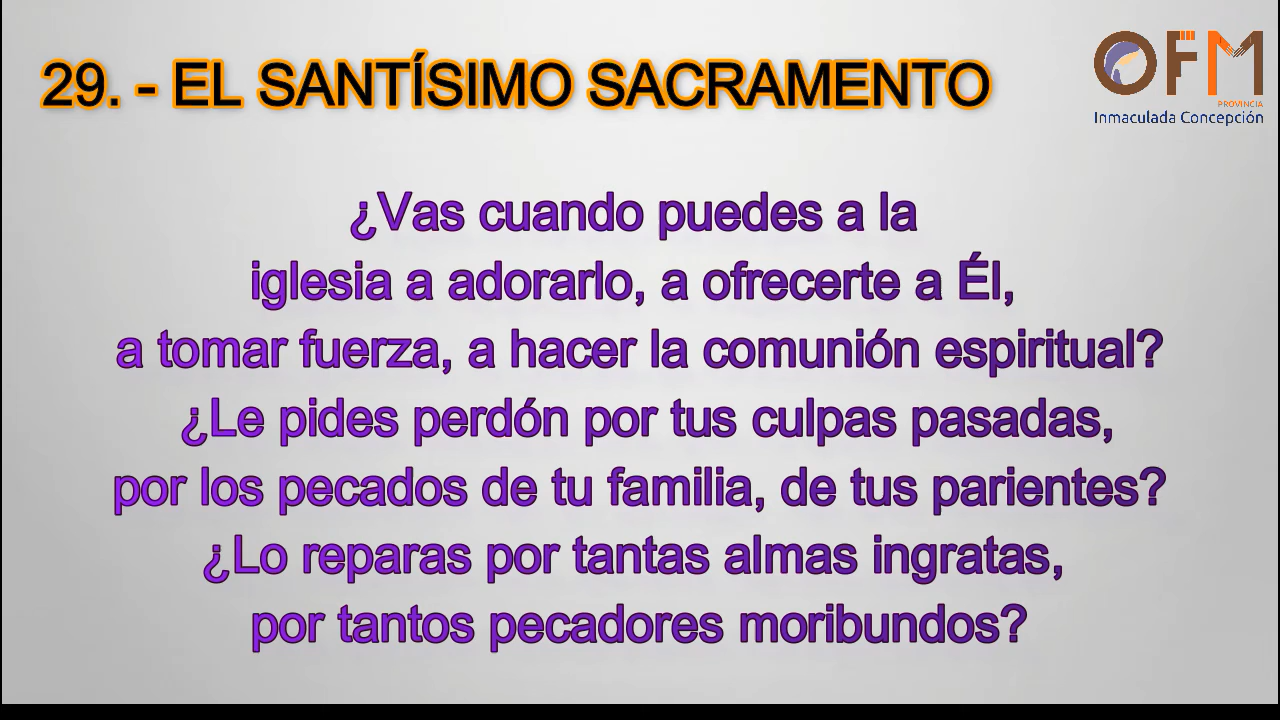 29. - EL SANTÍSIMO SACRAMENTO
OFM
PROVINCIA
Inmaculada Concepción
¿Vas cuando puedes a la
iglesia a adorarlo, a ofrecerte a Él,
a tomar fuerza, a hacer la comunión espiritual?
¿Le pides perdón por tus culpas pasadas,
por los pecados de tu familia, de tus parientes?
¿Lo reparas por tantas almas ingratas,
por tantos pecadores moribundos?